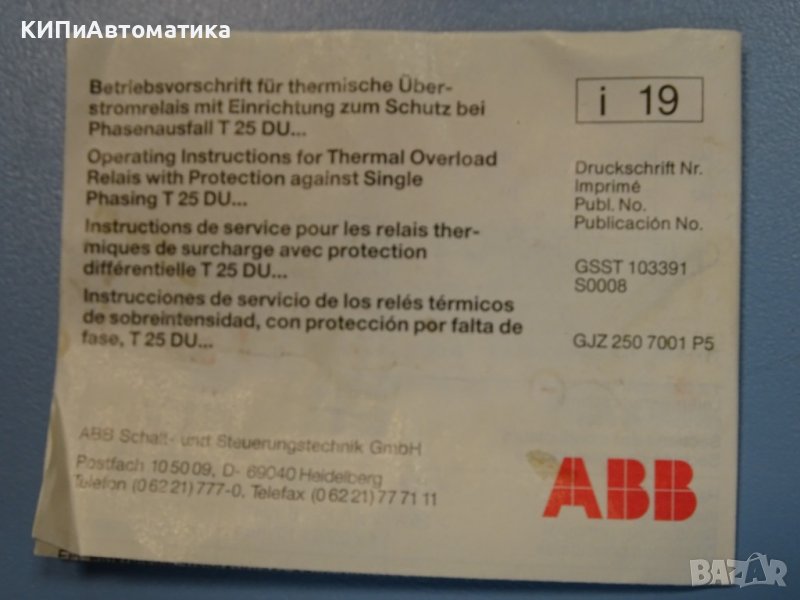 КИПиАвтоматика
Betriebsvorschrift für thermische Über-
stromrelais mit Einrichtung zum Schutz bei
Phasenausfall T 25 DU...
Operating Instructions for Thermal Overload
Relais with Protection against Single
Phasing T 25 DU...
Instructions de service pour les relais ther-
miques de surcharge avec protection
différentielle T 25 DU...
Instrucciones de servicio de los relés térmicos
de sobreintensidad, con protección por falta de
fase, T 25 DU...
i 19
Druckschrift Nr.
Imprimé
Publ. No.
Publicación No.
GSST 103391
S0008
GJZ 250 7001 P5
ABB Schalt- und Steuerungstechnik GmbH
Postfach 10 50 09, D- 69040 Heidelberg
Telefon (0 62 21) 777-0, Telefax (0 62 21) 77 71 11
ABB
BAZAR